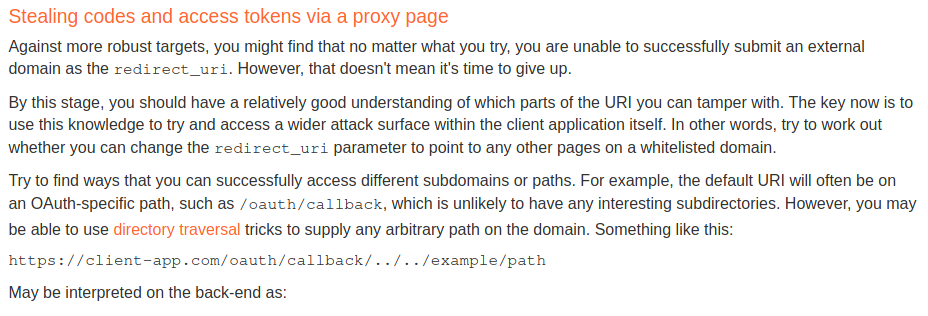 Stealing codes and access tokens via a proxy page
Against more robust targets, you might find that no matter what you try, you are unable to successfully submit an external
domain as the redirect_uri. However, that doesn't mean it's time to give up.
By this stage, you should have a relatively good understanding of which parts of the URI you can tamper with. The key now is to
use this knowledge to try and access a wider attack surface within the client application itself. In other words, try to work out
whether you can change the redirect_uri parameter to point to any other pages on a whitelisted domain.
Try to find ways that you can successfully access different subdomains or paths. For example, the default URI will often be on
an OAuth-specific path, such as /oauth/callback, which is unlikely to have any interesting subdirectories. However, you may
be able to use directory traversal tricks to supply any arbitrary path on the domain. Something like this:
https://client-app.com/oauth/callback/../../example/path
May be interpreted on the back-end as: